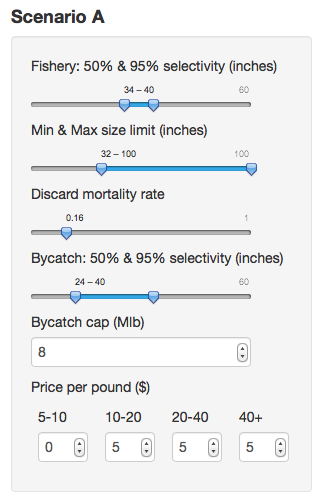 Scenario A
Fishery: 50% & 95% selectivity (inches)
34 – 40 60
Min & Max size limit (inches)
32 – 100 100
Discard mortality rate
0.16 1
Bycatch: 50% & 95% selectivity (inches)
24 – 40 60
Bycatch cap (Mlb)
8
Price per pound ($)
5-10 10-20 20-40 40+
0 5 5 5